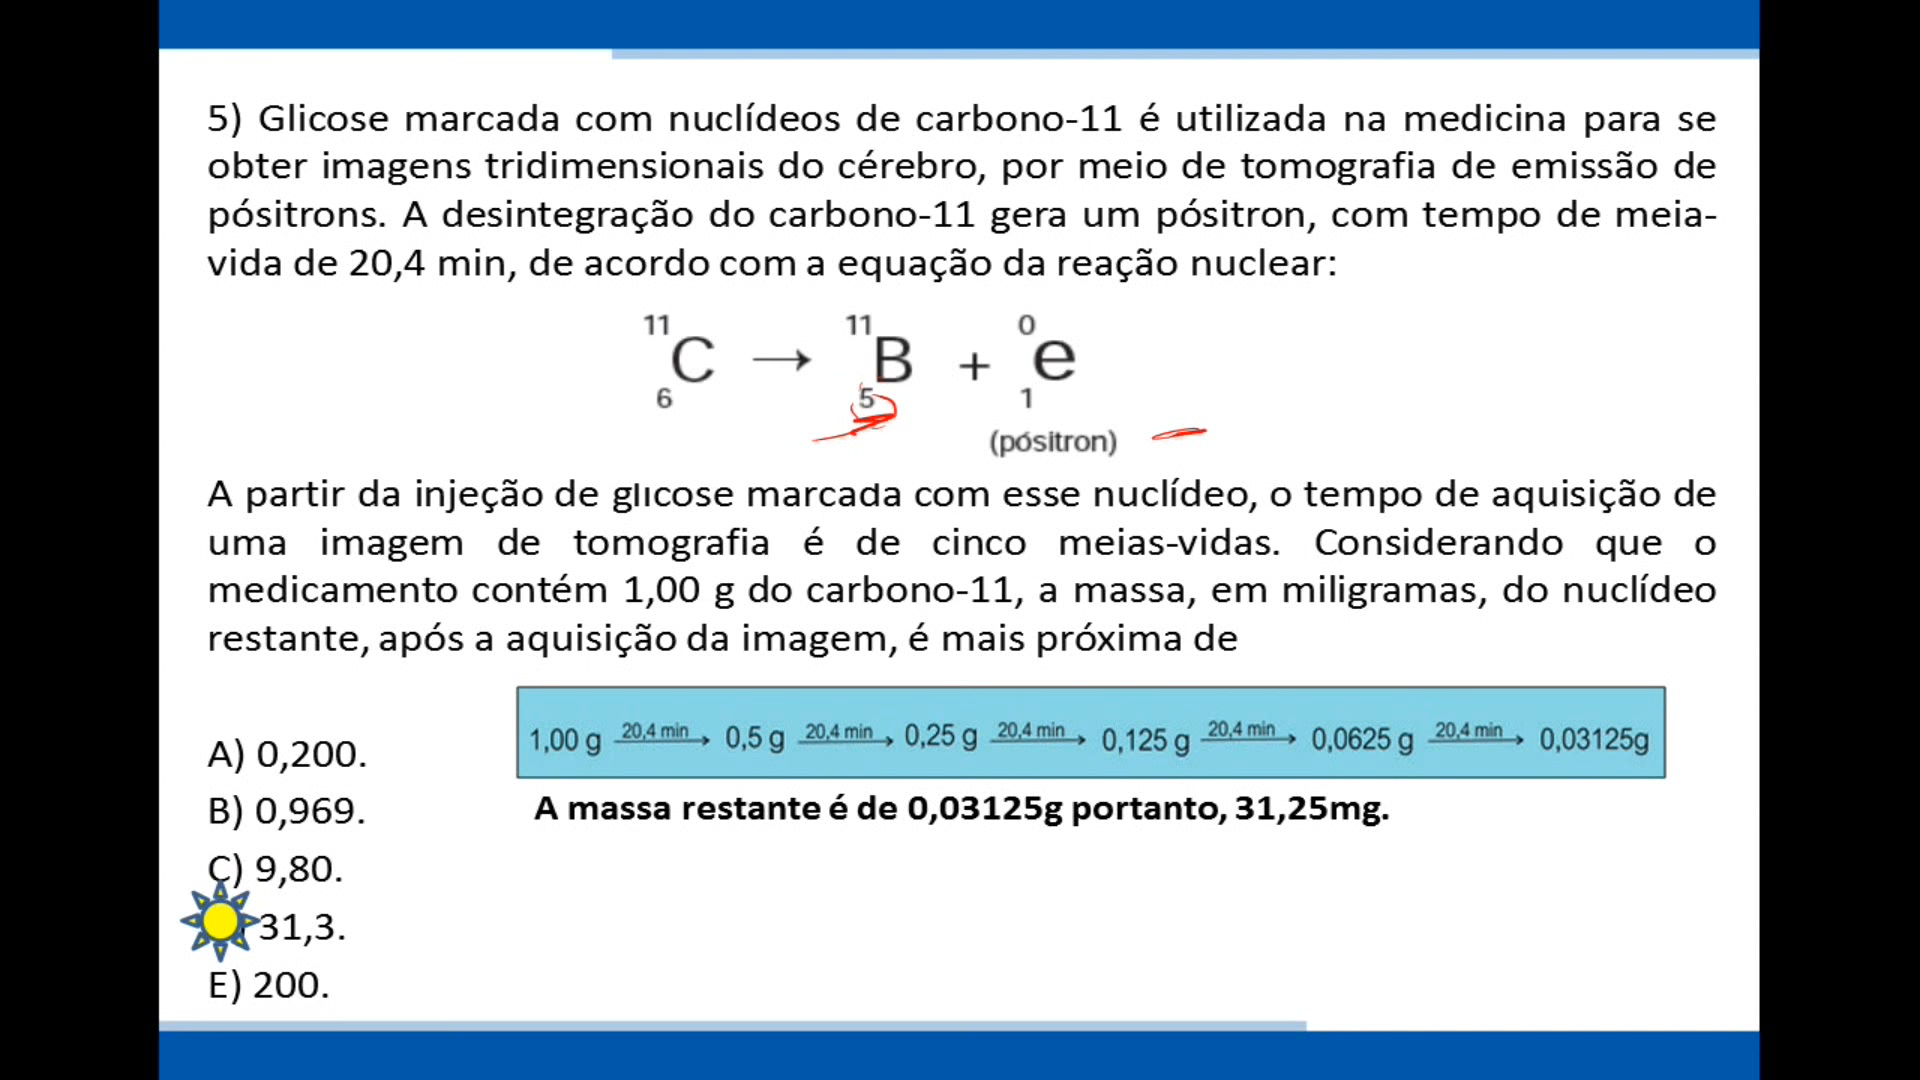 5) Glicose marcada com nuclídeos de carbono-11 é utilizada na medicina para se
obter imagens tridimensionais do cérebro, por meio de tomografia de emissão de
pósitrons. A desintegração do carbono-11 gera um pósitron, com tempo de meia-
vida de 20,4 min, de acordo com a equação da reação nuclear:
11 6 C → 11 5 B + 0 1 e
(pósitron)
A partir da injeção de glicose marcada com esse nuclídeo, o tempo de aquisição de
uma imagem de tomografia é de cinco meias-vidas. Considerando que o
medicamento contém 1,00 g do carbono-11, a massa, em miligramas, do nuclídeo
restante, após a aquisição da imagem, é mais próxima de
1,00 g 20,4 min → 0,5 g 20,4 min → 0,25 g 20,4 min → 0,125 g 20,4 min → 0,0625 g 20,4 min → 0,03125g
A massa restante é de 0,03125g portanto, 31,25mg.
A) 0,200.
B) 0,969.
C) 9,80.
31,3.
E) 200.